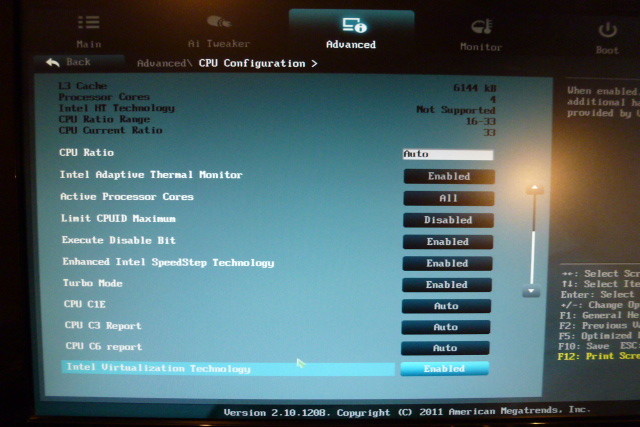 Main
Ai Tweaker
Advanced
Monitor
Boot
Back
Advanced\ CPU Configuration >
L3 Cache 6144 kB
Processor Cores 4
Intel HT Technology Not Supported
CPU Ratio Range 16-33
CPU Current Ratio 33
CPU Ratio Auto
Intel Adaptive Thermal Monitor Enabled
Active Processor Cores All
Limit CPUID Maximum Disabled
Execute Disable Bit Enabled
Enhanced Intel SpeedStep Technology Enabled
Turbo Mode Enabled
CPU C1E Auto
CPU C3 Report Auto
CPU C6 report Auto
Intel Virtualization Technology Enabled
When enabled,
additional ha
provided by V
→←: Select Scr
↑↓: Select Ite
Enter: Select
+/-: Change Op
F1: General He
F2: Previous V
F5: Optimized
F10: Save ESC:
F12: Print Scre
Version 2.10.1208. Copyright (C) 2011 American Megatrends, Inc.